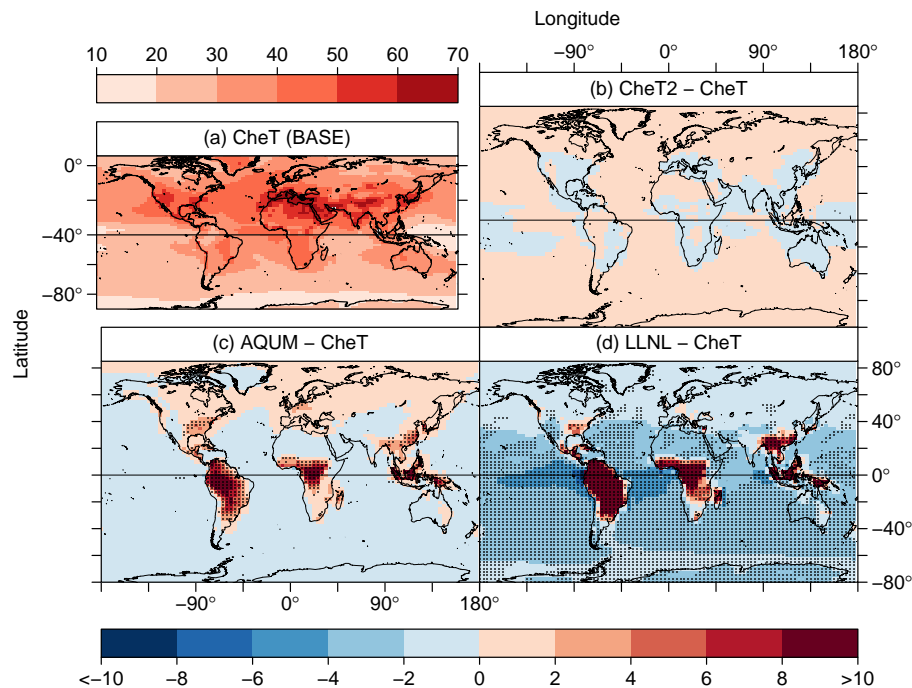 Longitude
−90° 0° 90° 180°
10 20 30 40 50 60 70
(b) CheT2 − CheT
(a) CheT (BASE)
0°
−40°
−80°
Latitude
(c) AQUM − CheT
(d) LLNL − CheT
80°
40°
0°
−40°
−80°
−90° 0° 90° 180°
<−10 −8 −6 −4 −2 0 2 4 6 8 >10